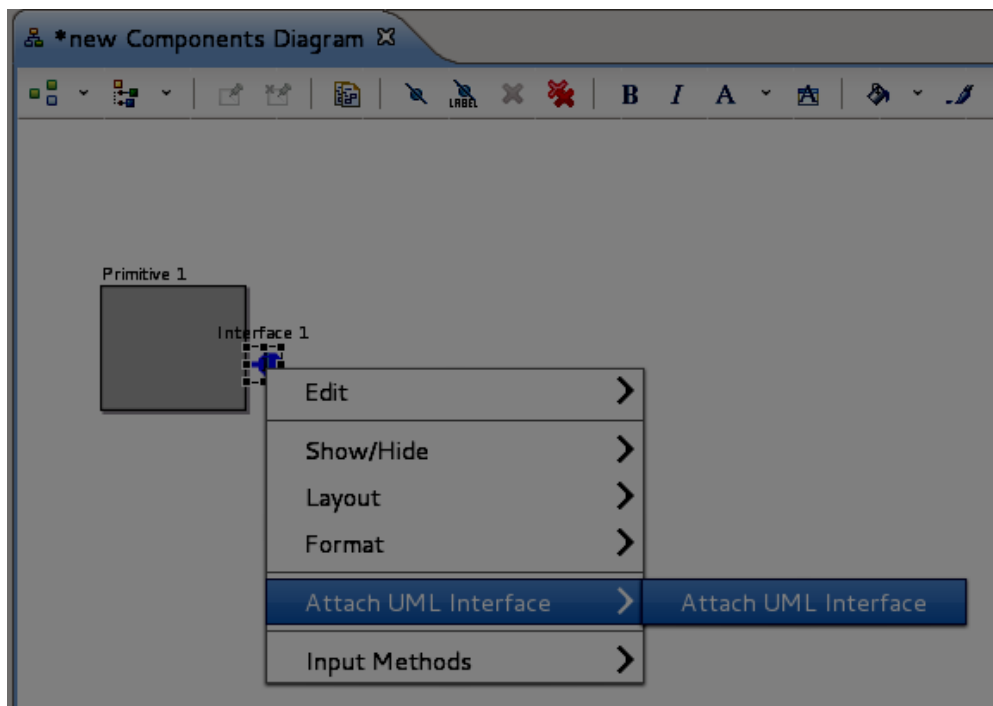 *new Components Diagram
LABEL
B I A A
Primitive 1
Interface 1
Edit
Show/Hide
Layout
Format
Attach UML Interface
Attach UML Interface
Input Methods